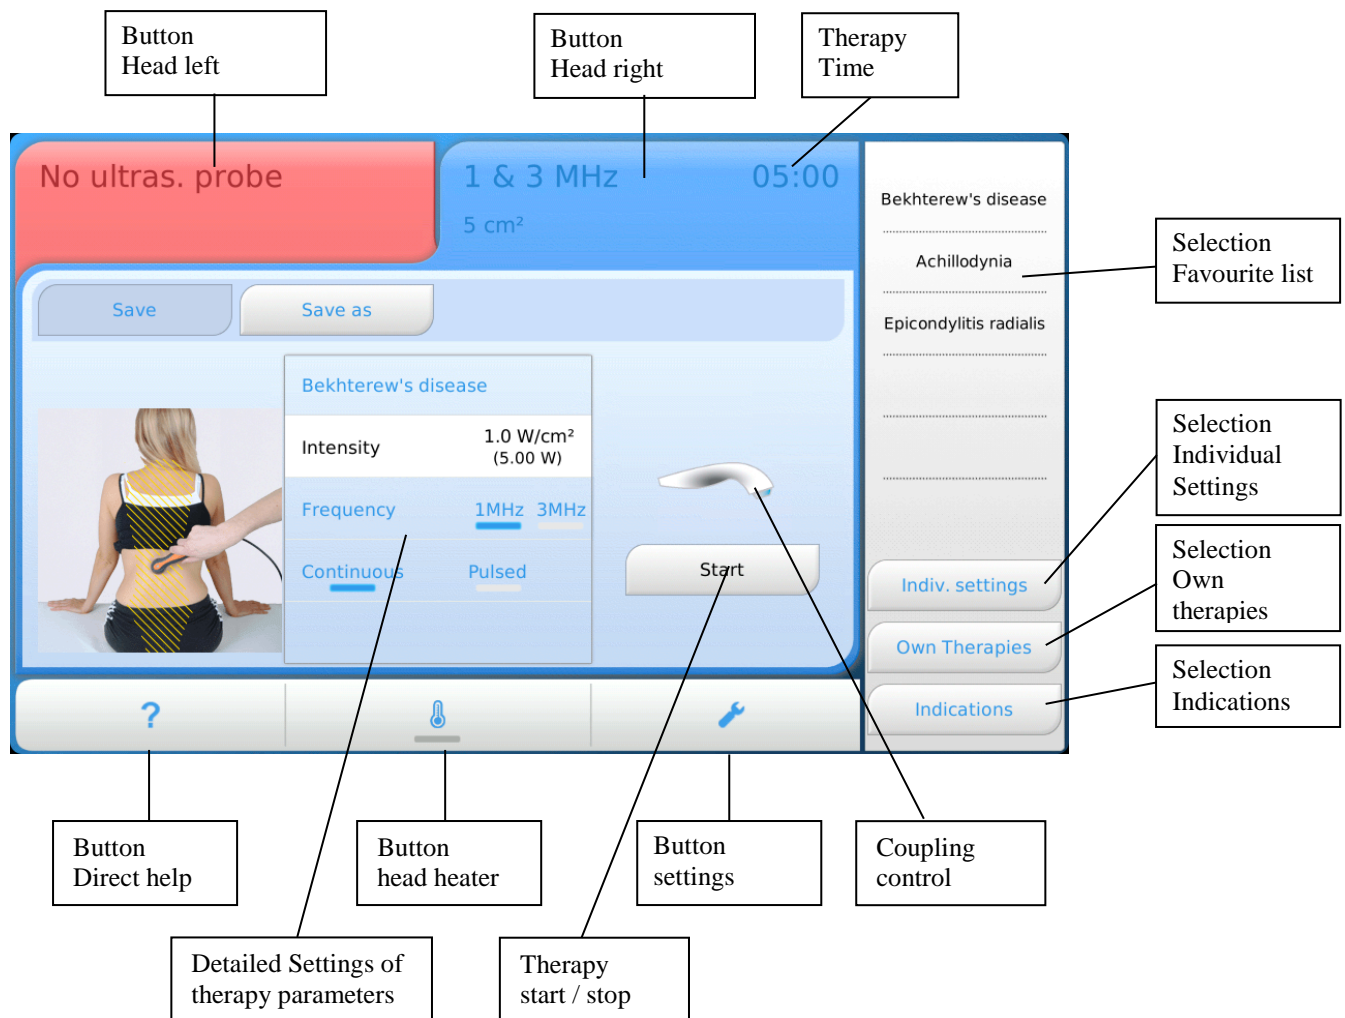 Button
Head left
Button
Head right
Therapy
Time
No ultras. probe
1 & 3 MHz
05:00
5 cm²
Bekhterew's disease
Achillodynia
Epicondylitis radialis
Selection
Favourite list
Save
Save as
Bekhterew's disease
Intensity
1.0 W/cm²
(5.00 W)
Frequency
1MHz 3MHz
Continuous
Pulsed
Start
Selection
Individual
Settings
Indiv. settings
Selection
Own
therapies
Own Therapies
Selection
Indications
Indications
?
Button
Direct help
Button
head heater
Button
settings
Coupling
control
Detailed Settings of
therapy parameters
Therapy
start / stop